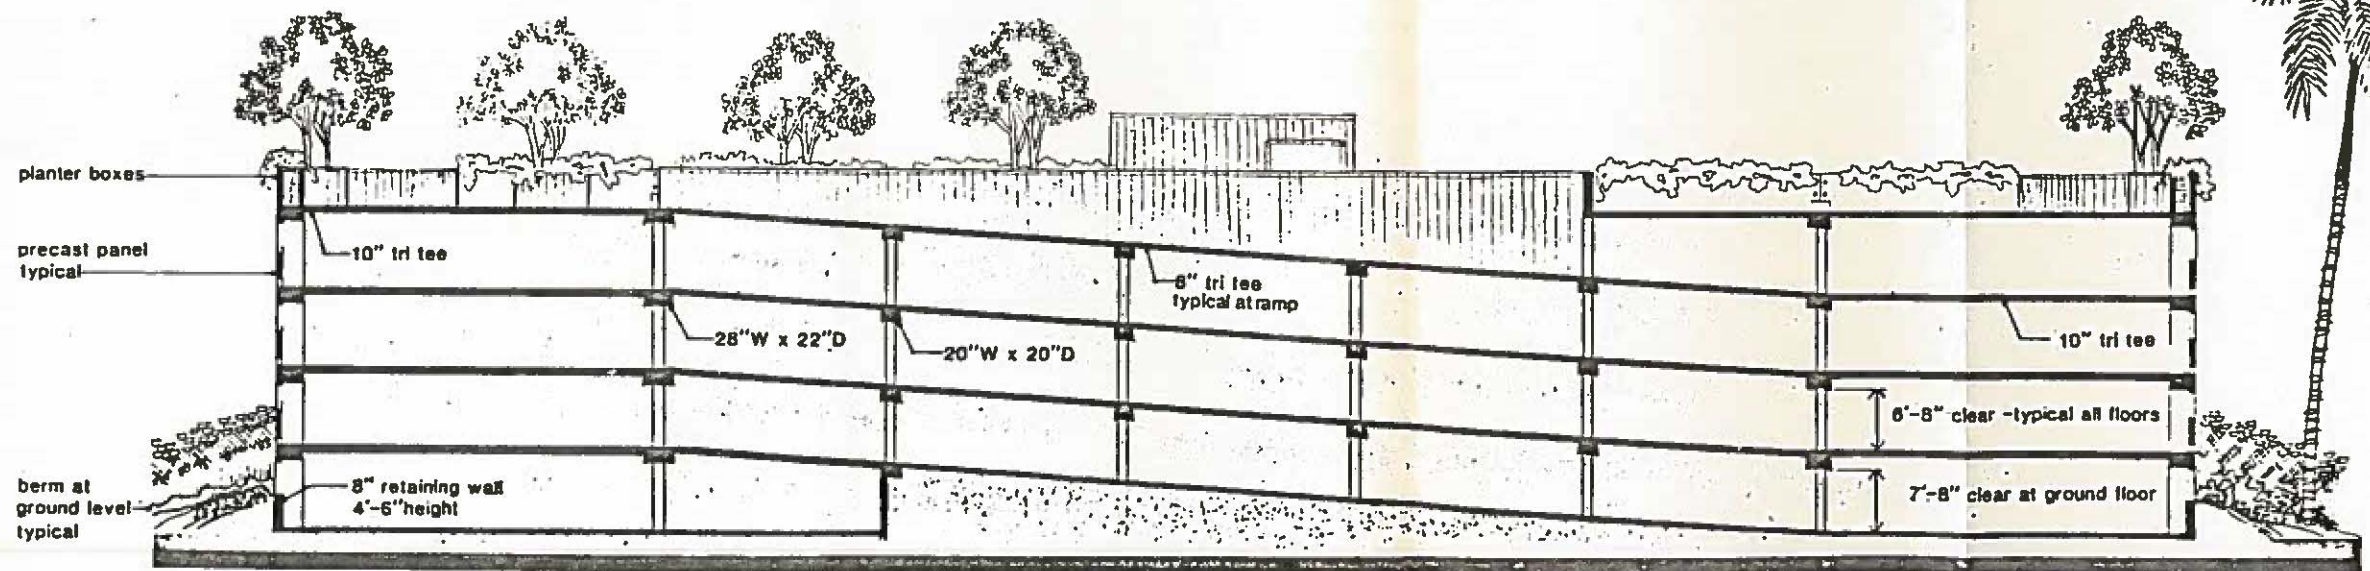 planter boxes
precast panel
typical
10" tri tee
8" tri tee
typical at ramp
28"W x 22"D
20"W x 20"D
10" tri tee
6'-8" clear -typical all floors
berm at
ground level
typical
8" retaining wall
4'-6" height
7'-8" clear at ground floor